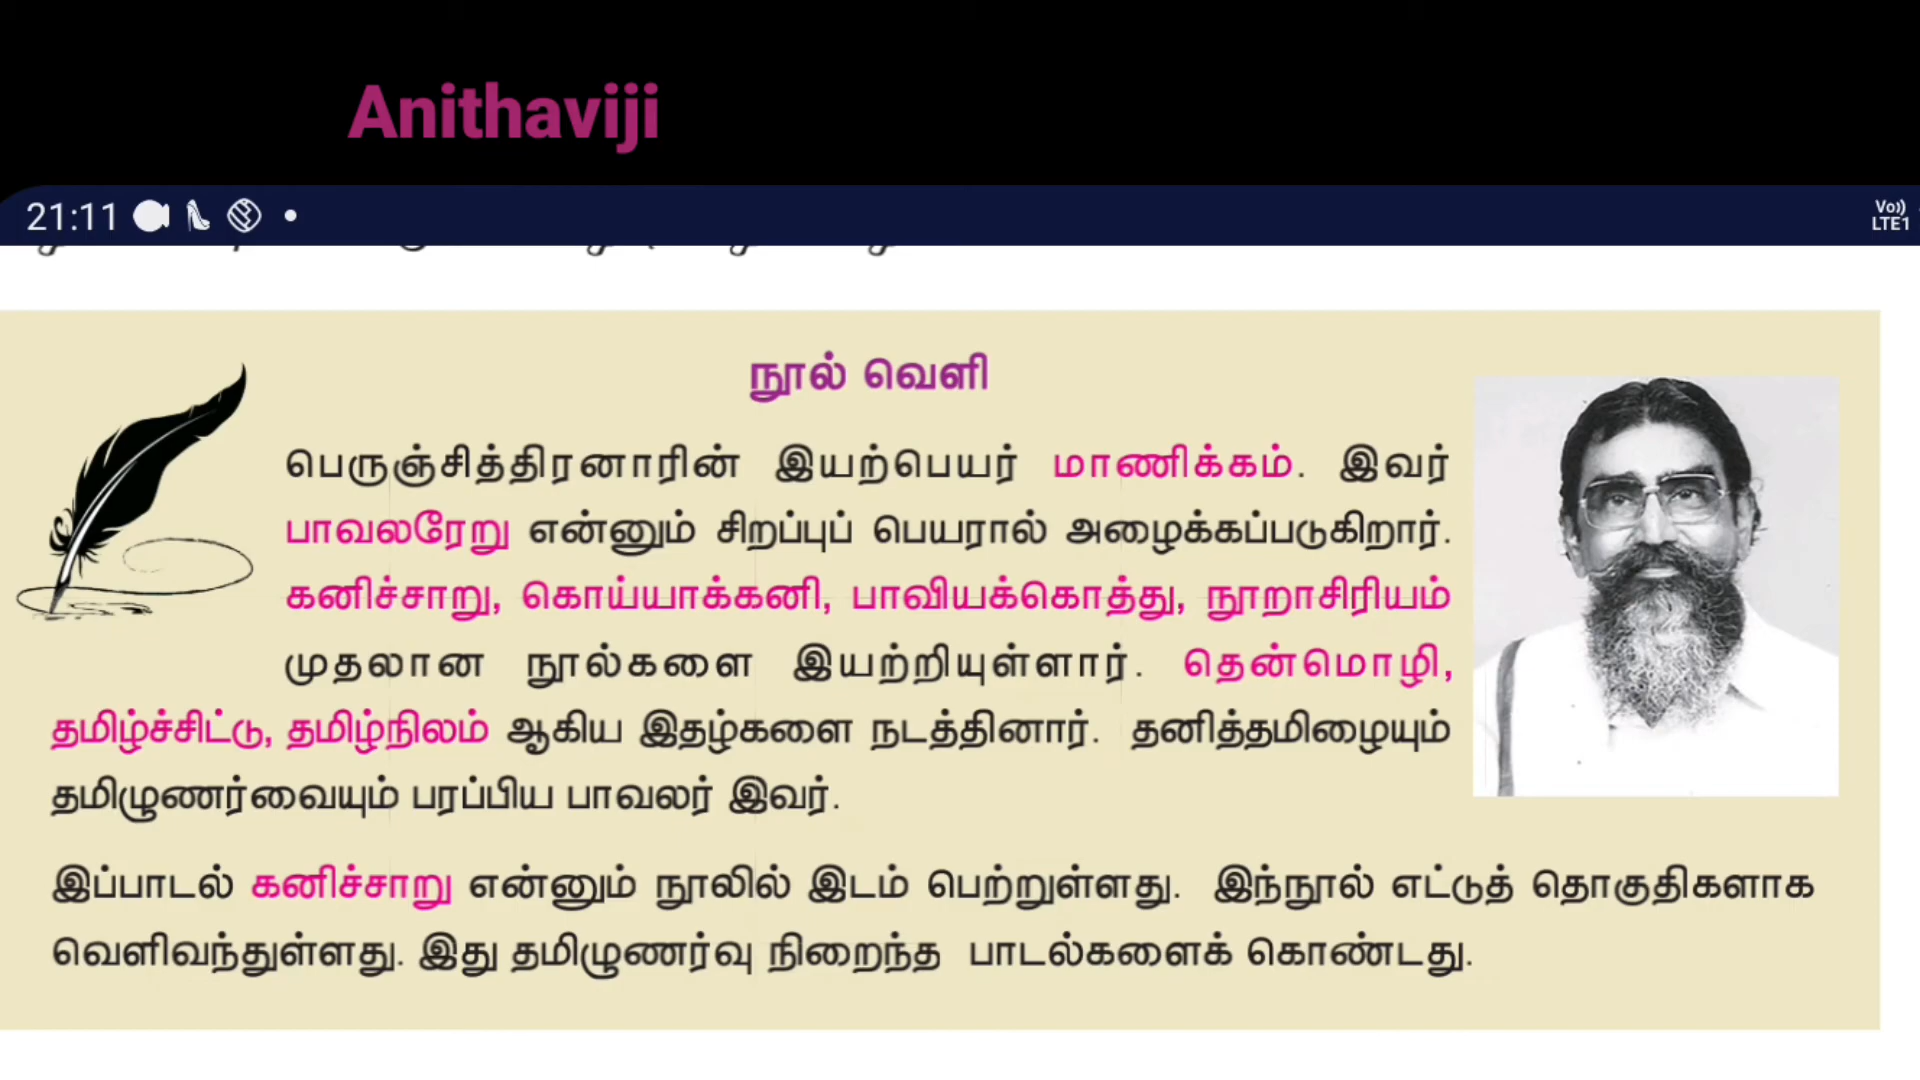 Anithaviji
21:11
Vo)) LTE1
நூல் வெளி
பெருஞ்சித்திரனாரின் இயற்பெயர் மாணிக்கம். இவர்
பாவலரேறு என்னும் சிறப்புப் பெயரால் அழைக்கப்படுகிறார்.
கனிச்சாறு, கொய்யாக்கனி, பாவியக்கொத்து, நூறாசிரியம்
முதலான நூல்களை இயற்றியுள்ளார். தென்மொழி,
தமிழ்ச்சிட்டு, தமிழ்நிலம் ஆகிய இதழ்களை நடத்தினார். தனித்தமிழையும்
தமிழுணர்வையும் பரப்பிய பாவலர் இவர்.
இப்பாடல் கனிச்சாறு என்னும் நூலில் இடம் பெற்றுள்ளது. இந்நூல் எட்டுத் தொகுதிகளாக
வெளிவந்துள்ளது. இது தமிழுணர்வு நிறைந்த பாடல்களைக் கொண்டது.